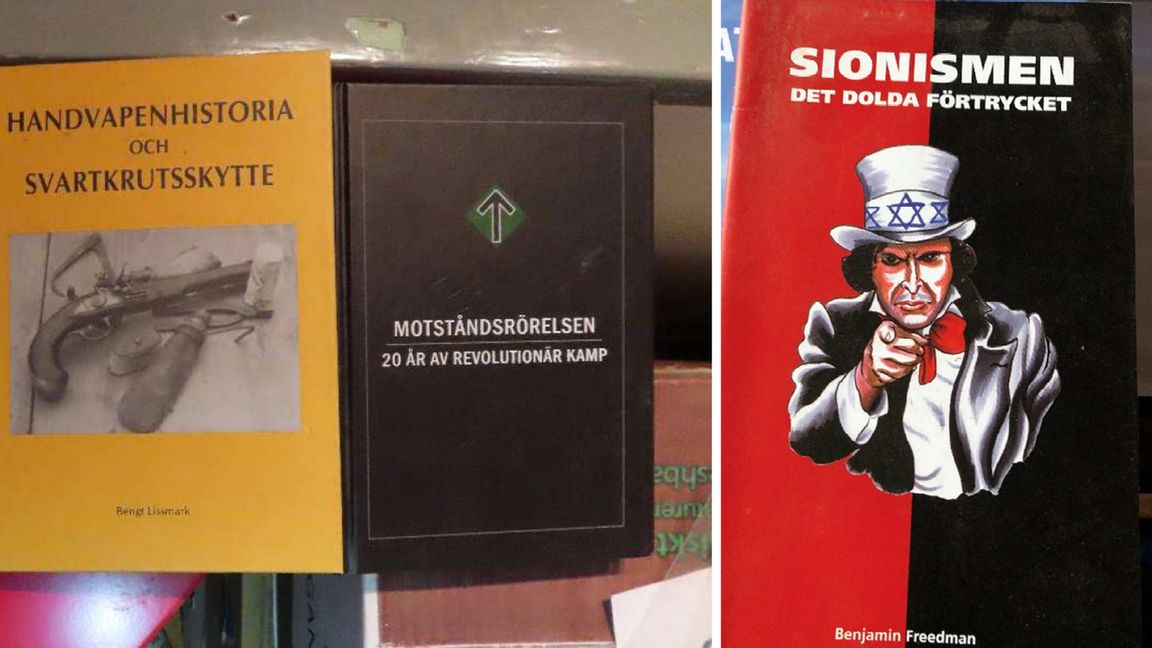 HANDVAPENHISTORIA
OCH
SVARTKRUTSSKYTTE
Bengt Lissmark
MOTSTÅNDSRÖRELSEN
20 ÅR AV REVOLUTIONÄR KAMP
SIONISMEN
DET DOLDA FÖRTRYCKET
Benjamin Freedman